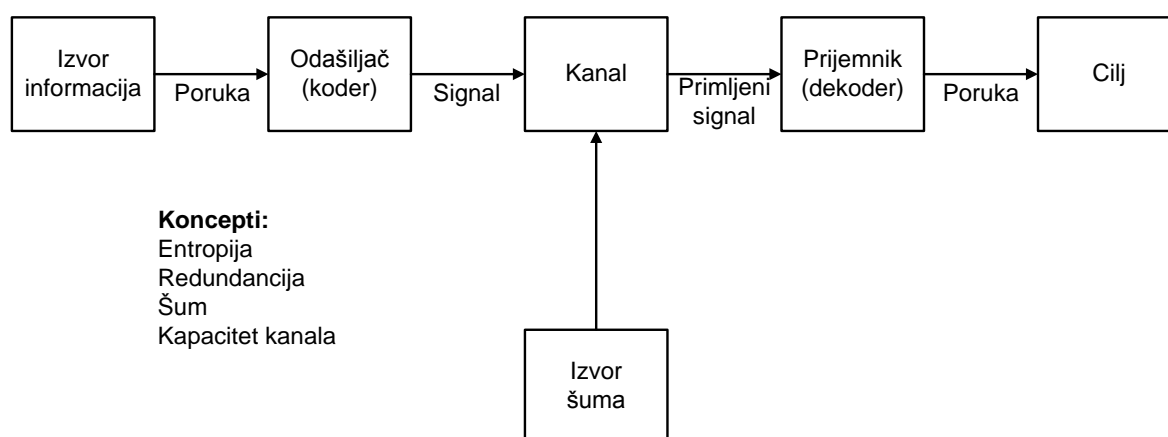 Izvor
informacija
Poruka
Odašiljač
(koder)
Signal
Kanal
Primljeni
signal
Prijemnik
(dekoder)
Poruka
Cilj
Koncepti:
Entropija
Redundancija
Šum
Kapacitet kanala
Izvor
šuma